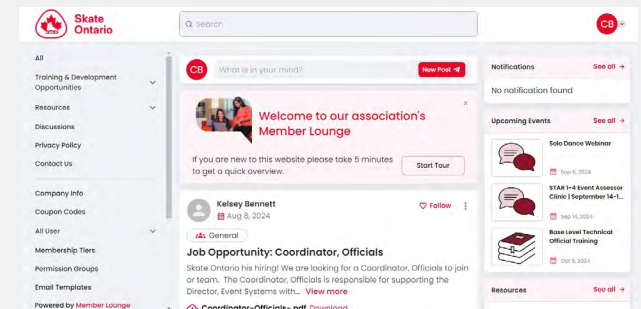 Skate
Ontario
Search
CB
All
Training & Development
Opportunities
Resources
Discussions
Privacy Policy
Contact Us
Company Info
Coupon Codes
All User
Membership Tiers
Permission Groups
Email Templates
Powered by Member Lounge
CB
What is in your mind?
New Post
Welcome to our association's
Member Lounge
If you are new to this website please take 5 minutes
to get a quick overview.
Start Tour
Kelsey Bennett
Aug 8, 2024
Follow
General
Job Opportunity: Coordinator, Officials
Skate Ontario his hiring! We are looking for a Coordinator, Officials to join
or team. The Coordinator, Officials is responsible for supporting the
Director, Event Systems with... View more
Coordinator-Officials-.pdf Download
Notifications
See all
No notification found
Upcoming Events
See all
Solo Dance Webinar
Sep 5, 2024
STAR 1-4 Event Assessor
Clinic | September 14-1...
Sep 14, 2024
Base Level Technical
Official Training
Oct 5, 2024
Resources
See all